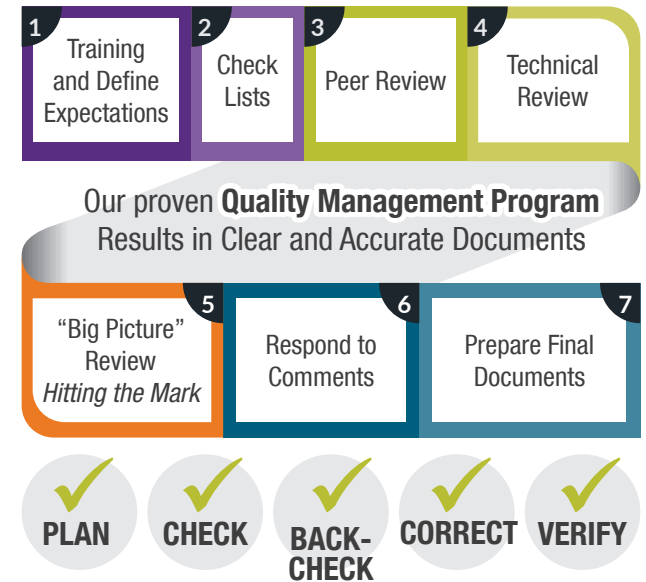 1
Training
and Define
Expectations
2
Check
Lists
3
Peer Review
4
Technical
Review
Our proven Quality Management Program
Results in Clear and Accurate Documents
5
“Big Picture”
Review
Hitting the Mark
6
Respond to
Comments
7
Prepare Final
Documents
PLAN
CHECK
BACK-
CHECK
CORRECT
VERIFY